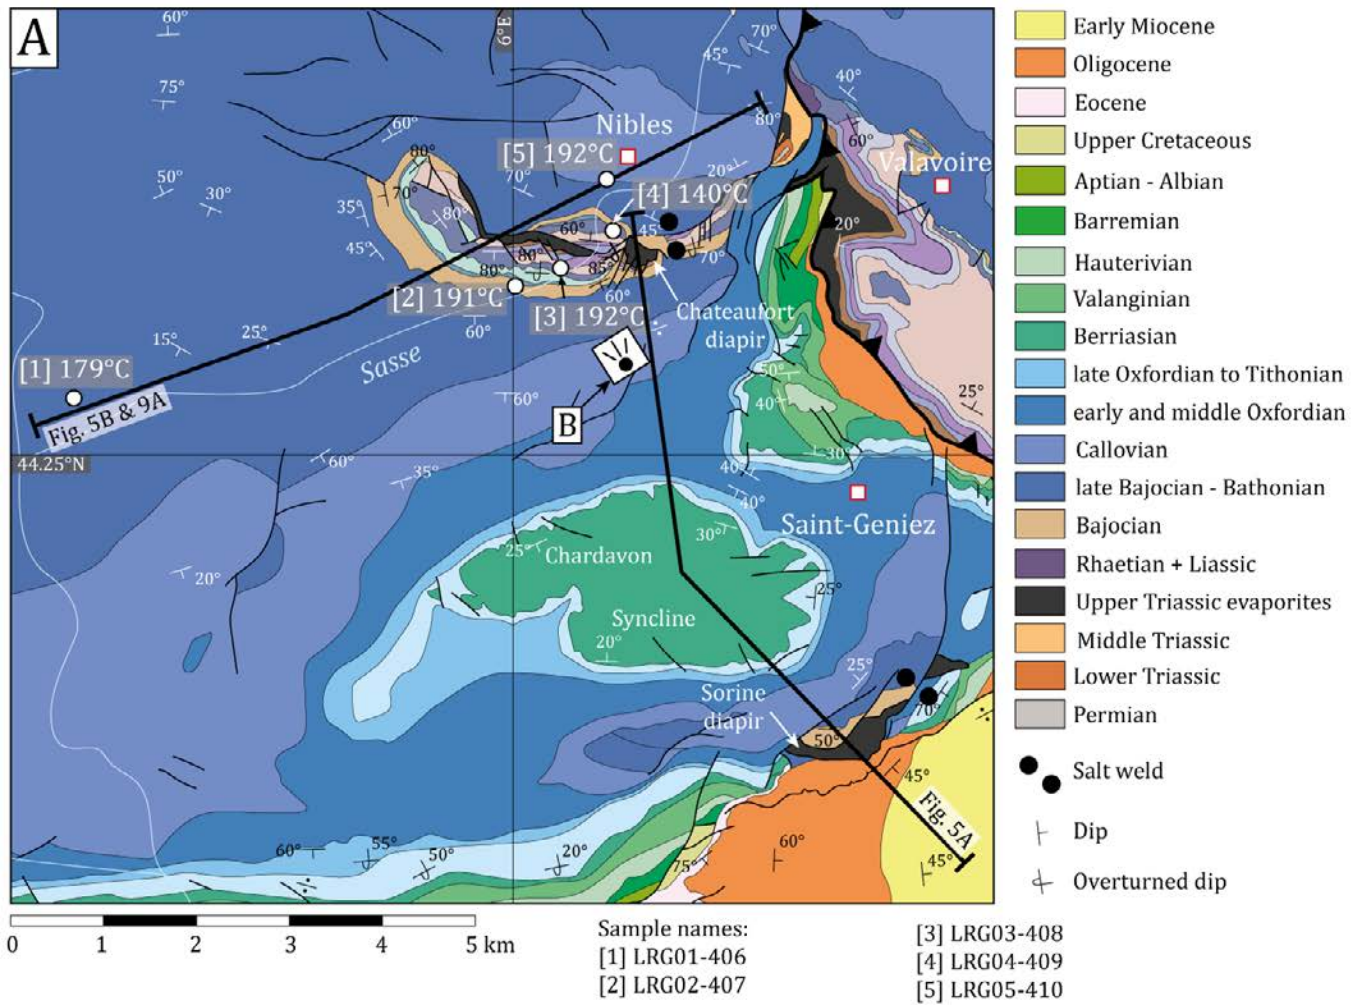 A
60°
6°E
70°
45°
75°
40°
60°
80°
Nibles
60°
80°
[5] 192°C
Valavoire
50°
30°
70°
70°
20°
[4] 140°C
35°
80°
45°
60°
45°
20°
80°
80°
85°
70°
[2] 191°C
60°
Chateaufort
diapir
[3] 192°C
60°
15°
25°
Sasse
[1] 179°C
50°
25°
60°
40°
B
Fig. 5B & 9A
44.25°N
60°
35°
30°
40°
40°
Saint-Geniez
30°
25°
Chardavon
20°
25°
Syncline
20°
25°
Sorine
diapir
70°
50°
45°
Fig. 5A
60°
55°
50°
20°
75°
60°
45°
Early Miocene
Oligocene
Eocene
Upper Cretaceous
Aptian - Albian
Barremian
Hauterivian
Valanginian
Berriasian
late Oxfordian to Tithonian
early and middle Oxfordian
Callovian
late Bajocian - Bathonian
Bajocian
Rhaetian + Liassic
Upper Triassic evaporites
Middle Triassic
Lower Triassic
Permian
Salt weld
Dip
Overturned dip
0 1 2 3 4 5 km
Sample names:
[1] LRG01-406
[2] LRG02-407
[3] LRG03-408
[4] LRG04-409
[5] LRG05-410